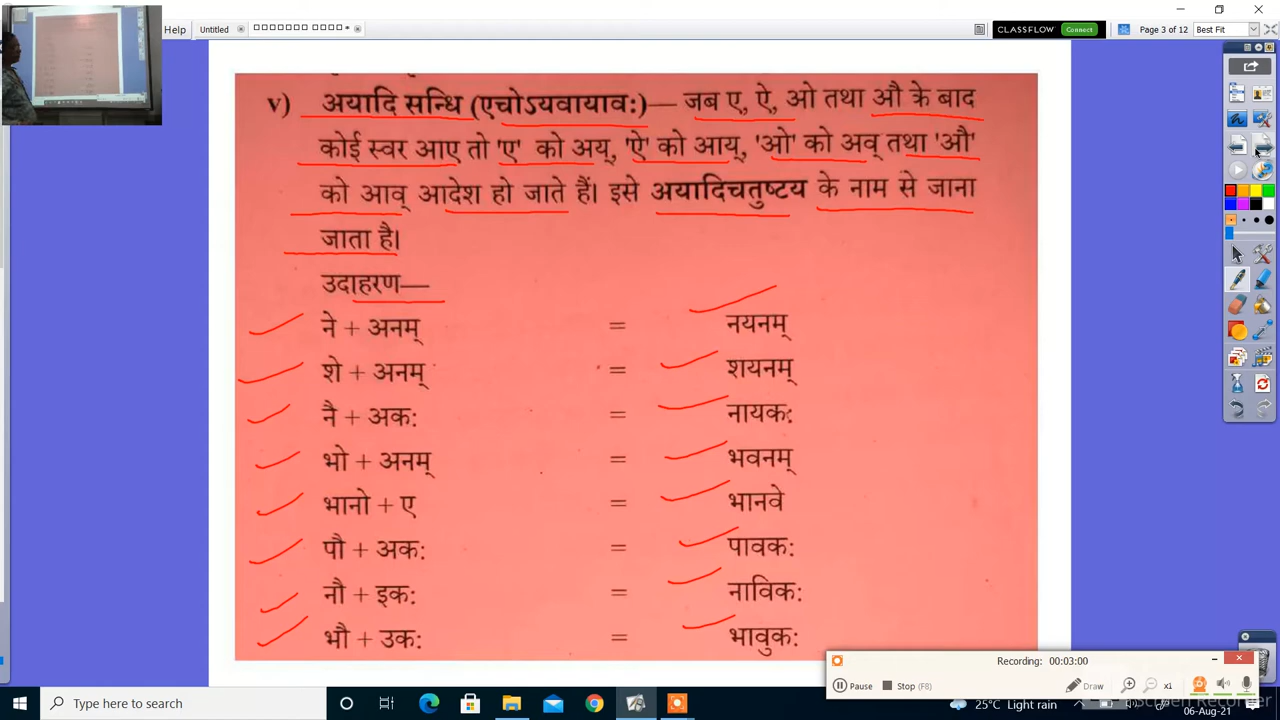 Help
Untitled
CLASSFLOW Connect Page 3 of 12 Best Fit
v) अयादि सन्धि (एचोऽयवायावः)— जब ए, ऐ, ओ तथा औ के बाद
कोई स्वर आए तो 'ए' को अय्, 'ऐ' को आय्, 'ओ' को अव् तथा 'औ'
को आव् आदेश हो जाते हैं। इसे अयादिचतुष्टय के नाम से जाना
जाता है।
उदाहरण—
ने + अनम् = नयनम्
शे + अनम् = शयनम्
नै + अकः = नायकः
भो + अनम् = भवनम्
भानो + ए = भानवे
पौ + अकः = पावकः
नौ + इकः = नाविकः
भौ + उकः = भावुकः
Recording: 00:03:00
Pause Stop (F8) Draw x1
Type here to search
25°C Light rain
06-Aug-21
Screen Recorder